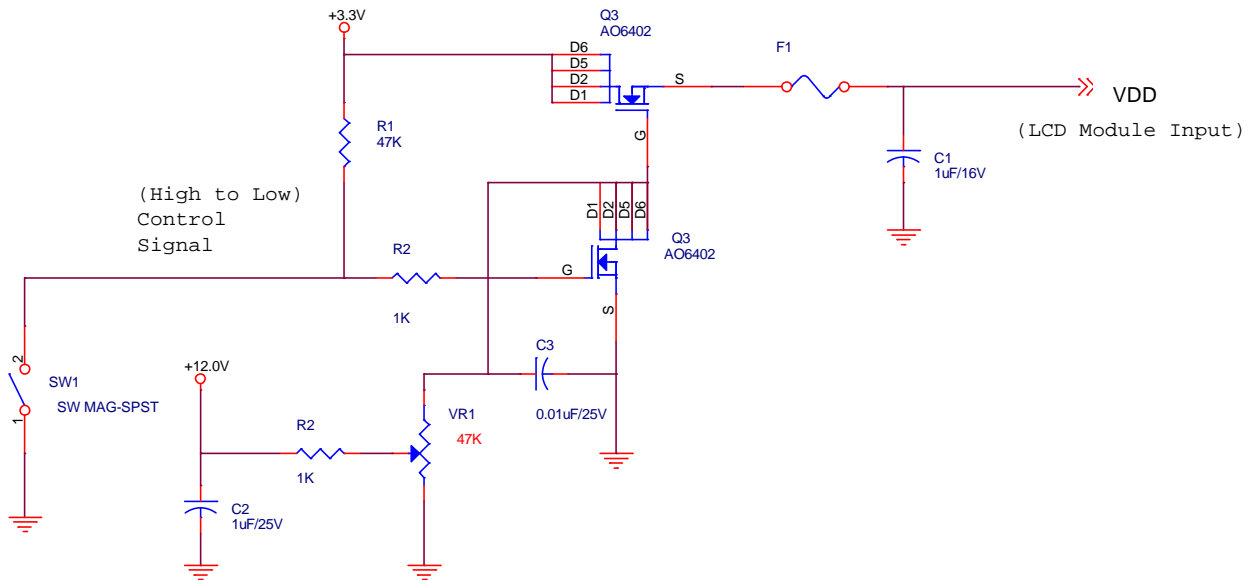 +3.3V
Q3
AO6402
D6
D5
D2
D1
S
G
F1
VDD
(LCD Module Input)
R1
47K
C1
1uF/16V
(High to Low)
Control
Signal
D1
D2
D5
D6
Q3
AO6402
R2
1K
G
S
2
1
SW1
SW MAG-SPST
+12.0V
C3
0.01uF/25V
VR1
47K
R2
1K
C2
1uF/25V